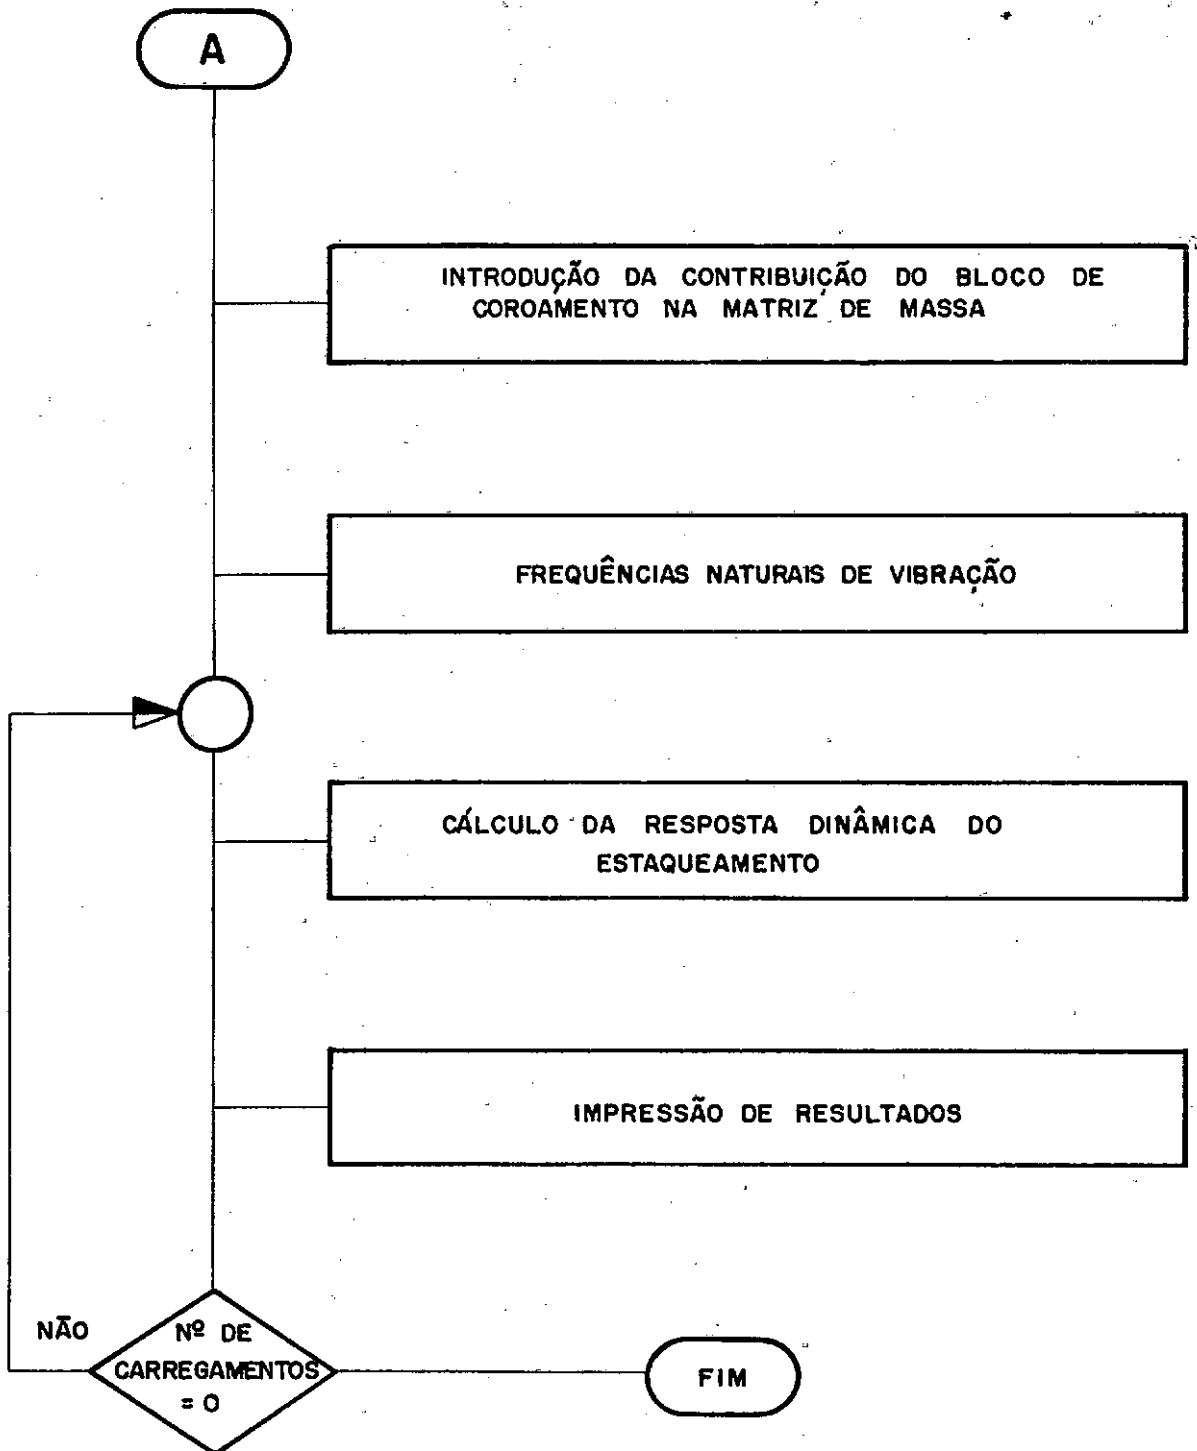 A
INTRODUÇÃO DA CONTRIBUIÇÃO DO BLOCO DE
COROAMENTO NA MATRIZ DE MASSA
FREQUÊNCIAS NATURAIS DE VIBRAÇÃO
CÁLCULO DA RESPOSTA DINÂMICA DO
ESTAQUEAMENTO
IMPRESSÃO DE RESULTADOS
NÃO
Nº DE
CARREGAMENTOS
= 0
FIM